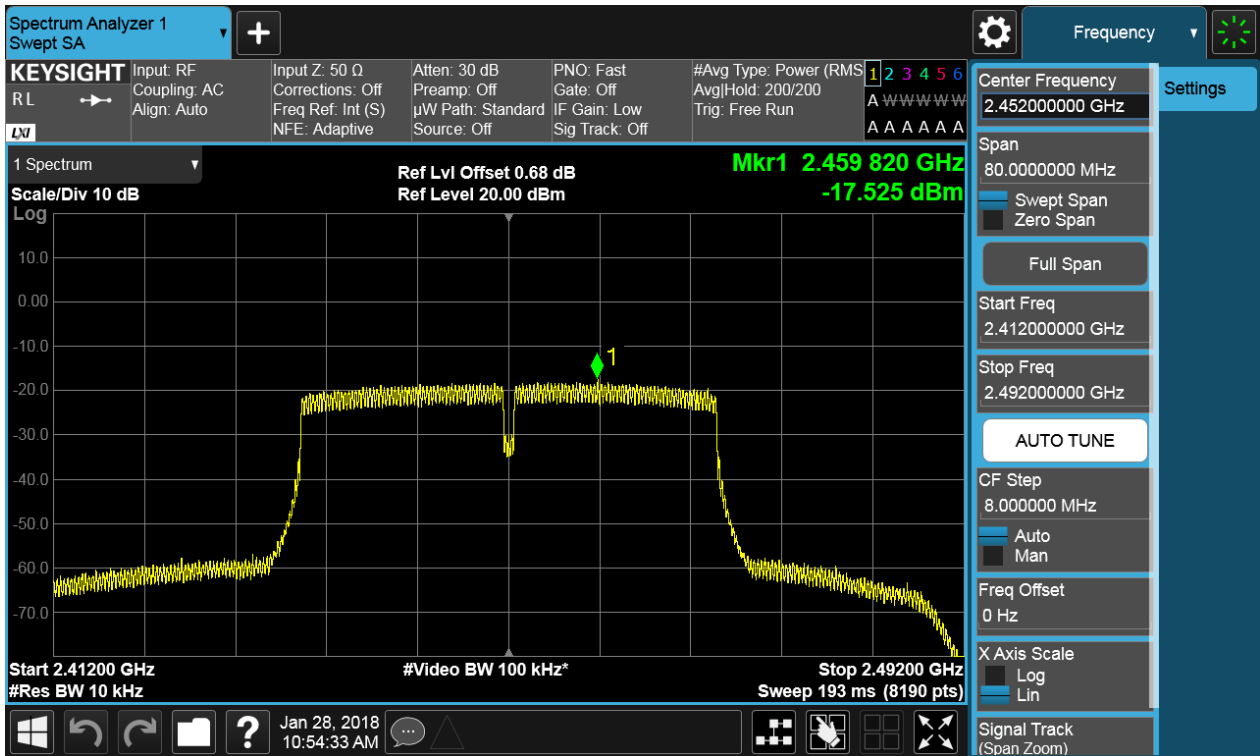 Spectrum Analyzer 1
Swept SA
+
Frequency
KEYSIGHT
R L
LXI
Input: RF
Coupling: AC
Align: Auto
Input Z: 50 Ω
Corrections: Off
Freq Ref: Int (S)
NFE: Adaptive
Atten: 30 dB
Preamp: Off
µW Path: Standard
Source: Off
PNO: Fast
Gate: Off
IF Gain: Low
Sig Track: Off
#Avg Type: Power (RMS
Avg|Hold: 200/200
Trig: Free Run
1 2 3 4 5 6
A W W W W W
A A A A A A
1 Spectrum
Scale/Div 10 dB
Log
Ref Lvl Offset 0.68 dB
Ref Level 20.00 dBm
Mkr1 2.459 820 GHz
-17.525 dBm
10.0
0.00
-10.0
-20.0
-30.0
-40.0
-50.0
-60.0
-70.0
1
Start 2.41200 GHz
#Res BW 10 kHz
#Video BW 100 kHz*
Stop 2.49200 GHz
Sweep 193 ms (8190 pts)
Center Frequency
2.452000000 GHz
Span
80.0000000 MHz
Swept Span
Zero Span
Full Span
Start Freq
2.412000000 GHz
Stop Freq
2.492000000 GHz
AUTO TUNE
CF Step
8.000000 MHz
Auto
Man
Freq Offset
0 Hz
X Axis Scale
Log
Lin
Signal Track
(Span Zoom)
Settings
?
Jan 28, 2018
10:54:33 AM